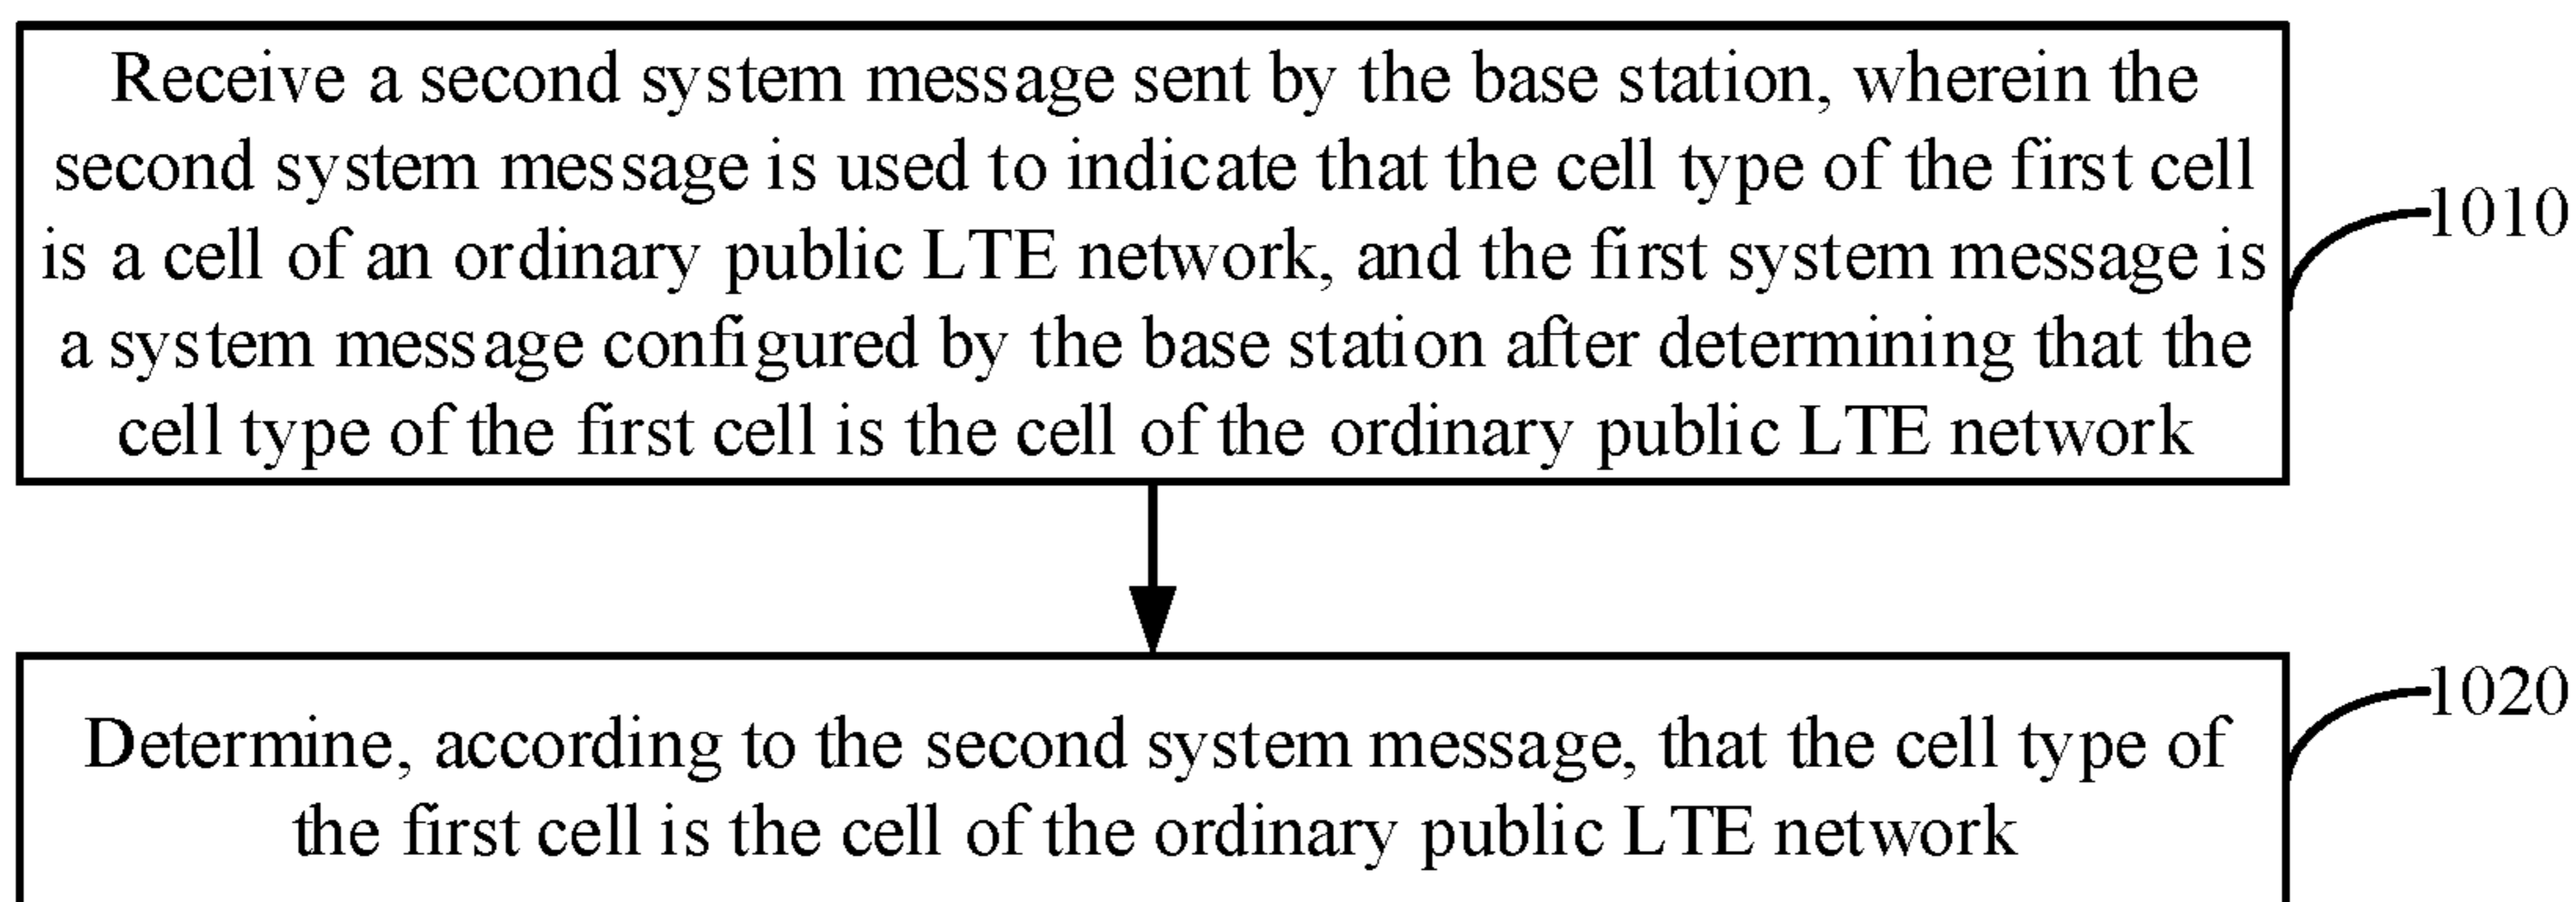 Receive a second system message sent by the base station, wherein the
second system message is used to indicate that the cell type of the first cell
is a cell of an ordinary public LTE network, and the first system message is
a system message configured by the base station after determining that the
cell type of the first cell is the cell of the ordinary public LTE network
1010
Determine, according to the second system message, that the cell type of
the first cell is the cell of the ordinary public LTE network
1020